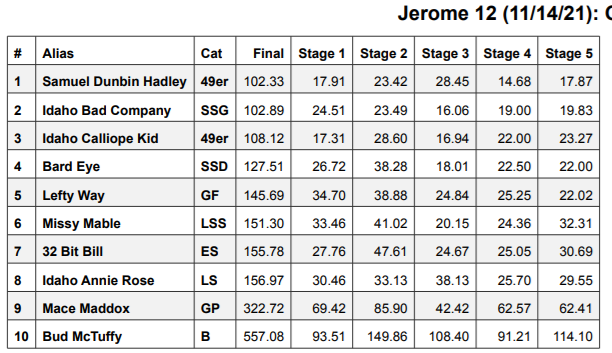 Jerome 12 (11/14/21):
# Alias Cat Final Stage 1 Stage 2 Stage 3 Stage 4 Stage 5
1 Samuel Dunbin Hadley 49er 102.33 17.91 23.42 28.45 14.68 17.87
2 Idaho Bad Company SSG 102.89 24.51 23.49 16.06 19.00 19.83
3 Idaho Calliope Kid 49er 108.12 17.31 28.60 16.94 22.00 23.27
4 Bard Eye SSD 127.51 26.72 38.28 18.01 22.50 22.00
5 Lefty Way GF 145.69 34.70 38.88 24.84 25.25 22.02
6 Missy Mable LSS 151.30 33.46 41.02 20.15 24.36 32.31
7 32 Bit Bill ES 155.78 27.76 47.61 24.67 25.05 30.69
8 Idaho Annie Rose LS 156.97 30.46 33.13 38.13 25.70 29.55
9 Mace Maddox GP 322.72 69.42 85.90 42.42 62.57 62.41
10 Bud McTuffy B 557.08 93.51 149.86 108.40 91.21 114.10